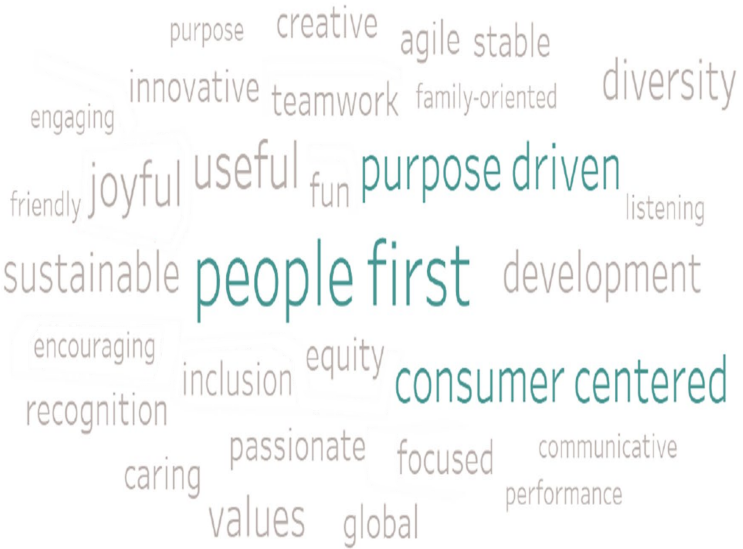 purpose
creative
agile
stable
innovative
teamwork
family-oriented
diversity
engaging
joyful
useful
fun
purpose driven
friendly
listening
sustainable
people first
development
encouraging
inclusion
equity
consumer centered
recognition
passionate
focused
communicative
caring
performance
values
global